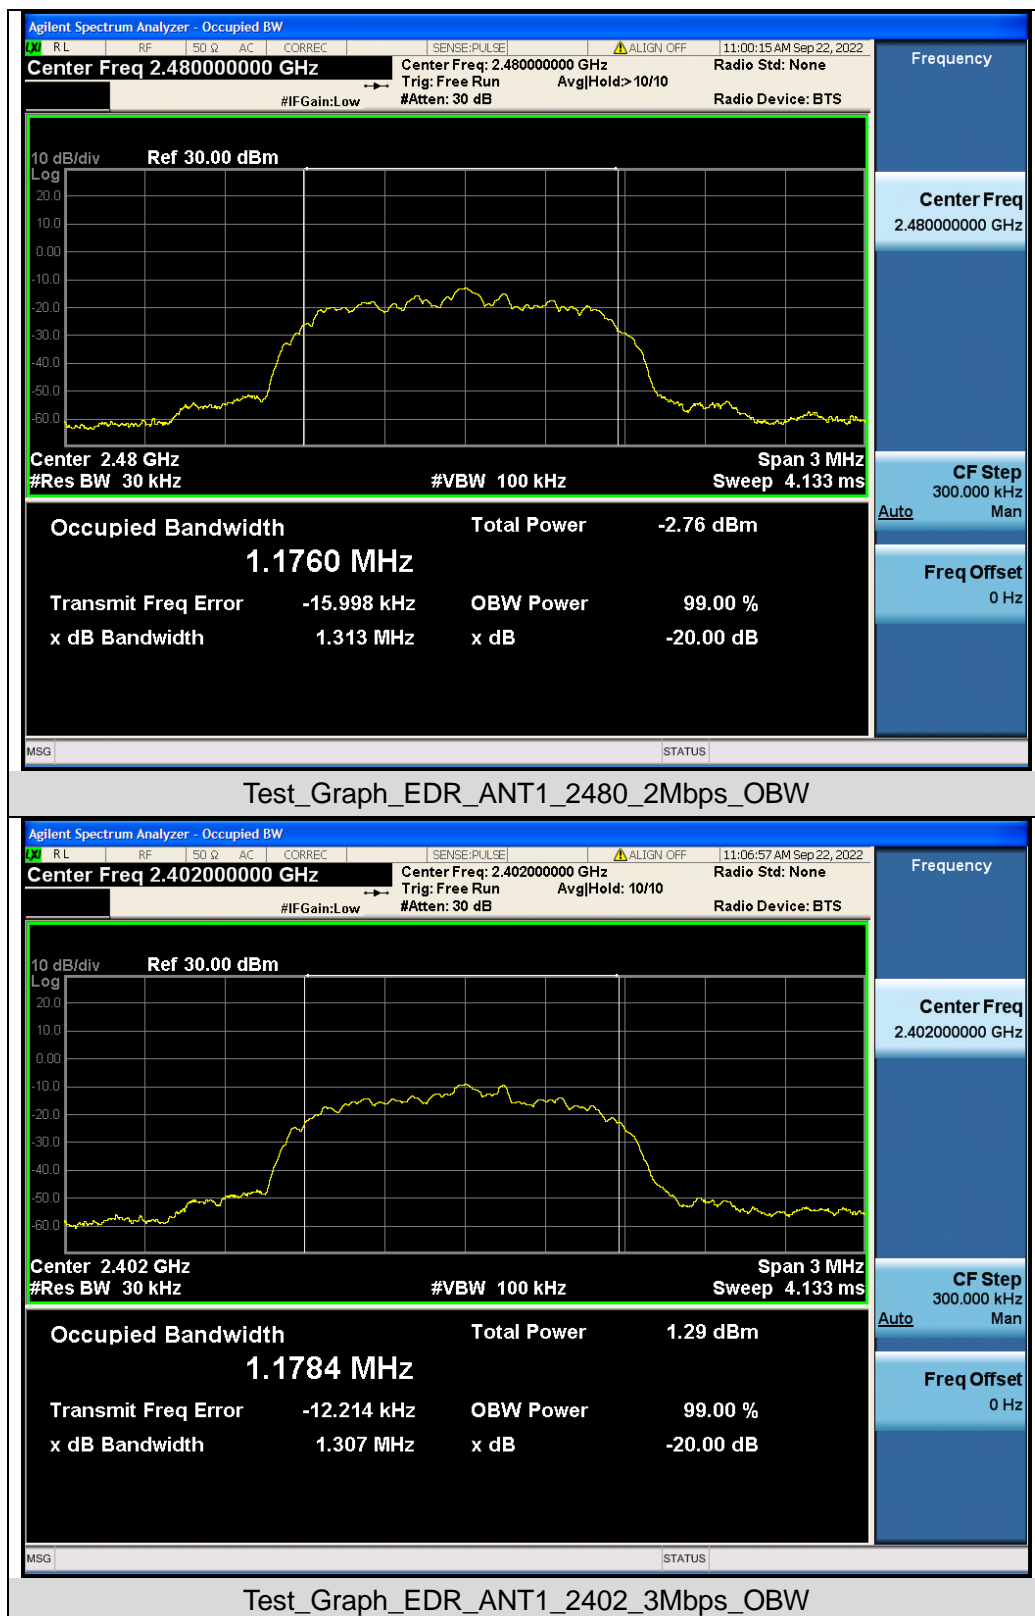 Agilent Spectrum Analyzer - Occupied BW
LXI RL RF 50 Ω AC CORREC SENSE:PULSE ALIGN OFF 11:00:15 AM Sep 22, 2022
Center Freq 2.480000000 GHz
Center Freq: 2.480000000 GHz
Radio Std: None
Trig: Free Run Avg|Hold:> 10/10
#IFGain:Low #Atten: 30 dB Radio Device: BTS
Frequency
10 dB/div Ref 30.00 dBm
Log
20.0
10.0
0.00
-10.0
-20.0
-30.0
-40.0
-50.0
-60.0
Center Freq
2.480000000 GHz
Center 2.48 GHz Span 3 MHz
#Res BW 30 kHz #VBW 100 kHz Sweep 4.133 ms
CF Step
300.000 kHz
Auto Man
Occupied Bandwidth Total Power -2.76 dBm
1.1760 MHz
Transmit Freq Error -15.998 kHz OBW Power 99.00 %
x dB Bandwidth 1.313 MHz x dB -20.00 dB
Freq Offset
0 Hz
MSG STATUS
Test_Graph_EDR_ANT1_2480_2Mbps_OBW
Agilent Spectrum Analyzer - Occupied BW
LXI RL RF 50 Ω AC CORREC SENSE:PULSE ALIGN OFF 11:06:57 AM Sep 22, 2022
Center Freq 2.402000000 GHz
Center Freq: 2.402000000 GHz
Radio Std: None
Trig: Free Run Avg|Hold: 10/10
#IFGain:Low #Atten: 30 dB Radio Device: BTS
Frequency
10 dB/div Ref 30.00 dBm
Log
20.0
10.0
0.00
-10.0
-20.0
-30.0
-40.0
-50.0
-60.0
Center Freq
2.402000000 GHz
Center 2.402 GHz Span 3 MHz
#Res BW 30 kHz #VBW 100 kHz Sweep 4.133 ms
CF Step
300.000 kHz
Auto Man
Occupied Bandwidth Total Power 1.29 dBm
1.1784 MHz
Transmit Freq Error -12.214 kHz OBW Power 99.00 %
x dB Bandwidth 1.307 MHz x dB -20.00 dB
Freq Offset
0 Hz
MSG STATUS
Test_Graph_EDR_ANT1_2402_3Mbps_OBW